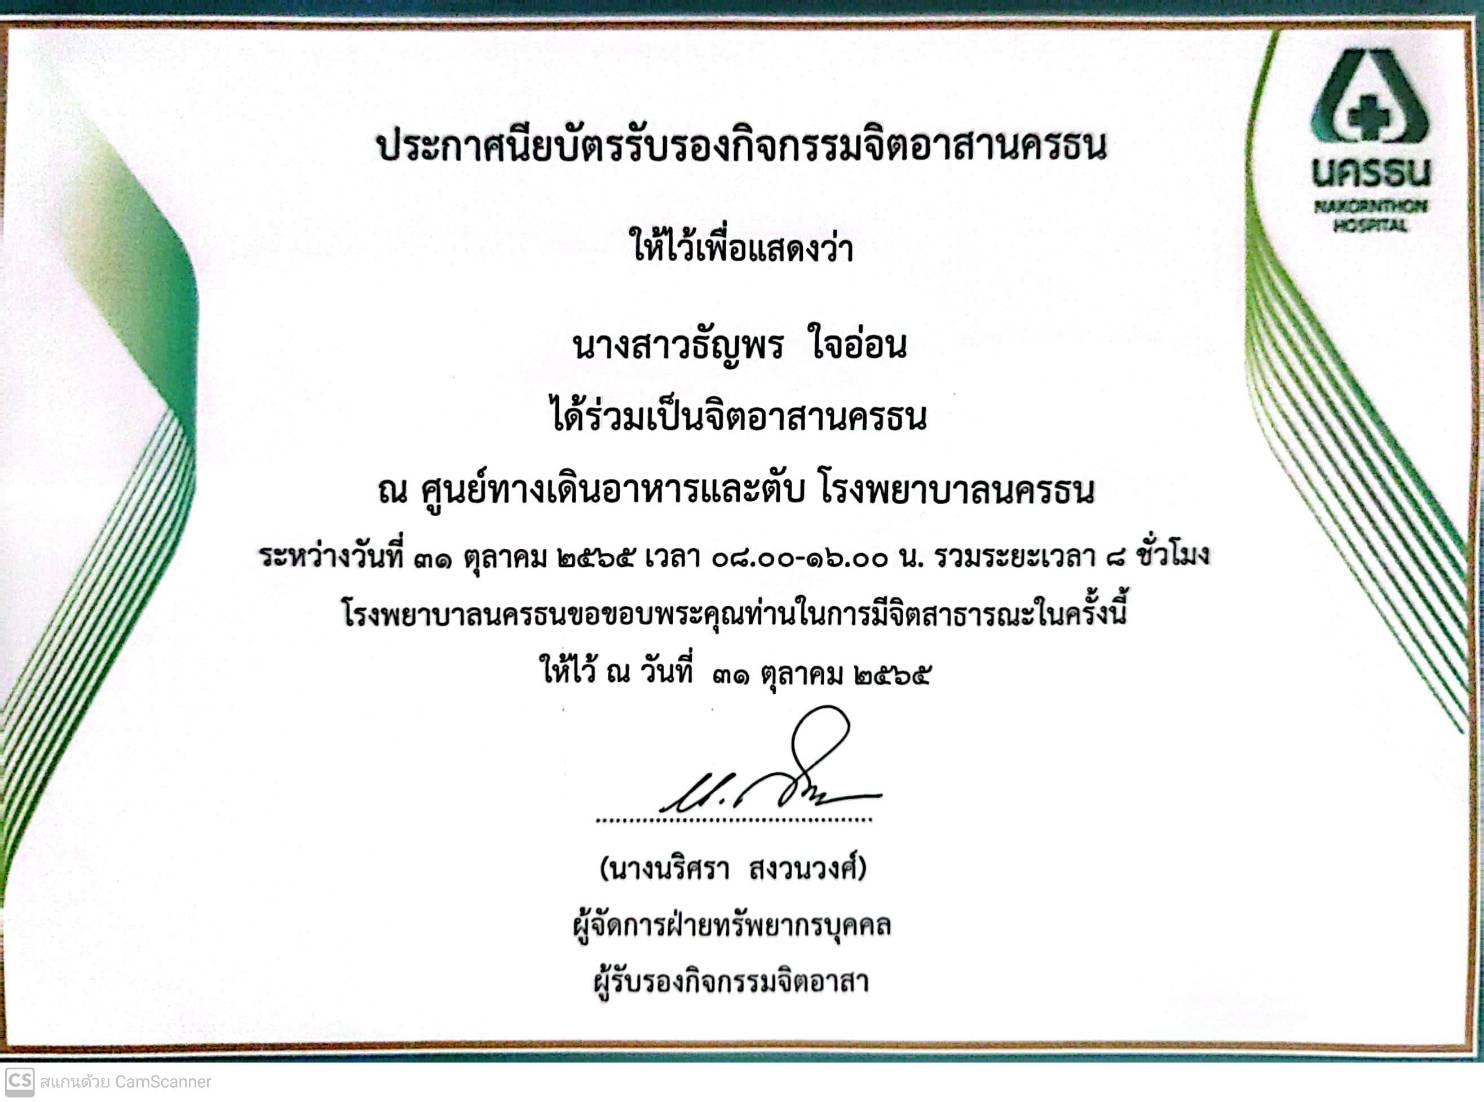 นครธน
NAKORNTHON
HOSPITAL
ประกาศนียบัตรรับรองกิจกรรมจิตอาสานครธน
ให้ไว้เพื่อแสดงว่า
นางสาวธัญพร ใจอ่อน
ได้ร่วมเป็นจิตอาสานครธน
ณ ศูนย์ทางเดินอาหารและตับ โรงพยาบาลนครธน
ระหว่างวันที่ ๓๑ ตุลาคม ๒๕๖๕ เวลา ๐๘.๐๐-๑๖.๐๐ น. รวมระยะเวลา ๘ ชั่วโมง
โรงพยาบาลนครธนขอขอบพระคุณท่านในการมีจิตสาธารณะในครั้งนี้
ให้ไว้ ณ วันที่ ๓๑ ตุลาคม ๒๕๖๕
(นางนริศรา สงวนวงศ์)
ผู้จัดการฝ่ายทรัพยากรบุคคล
ผู้รับรองกิจกรรมจิตอาสา
CS สแกนด้วย CamScanner